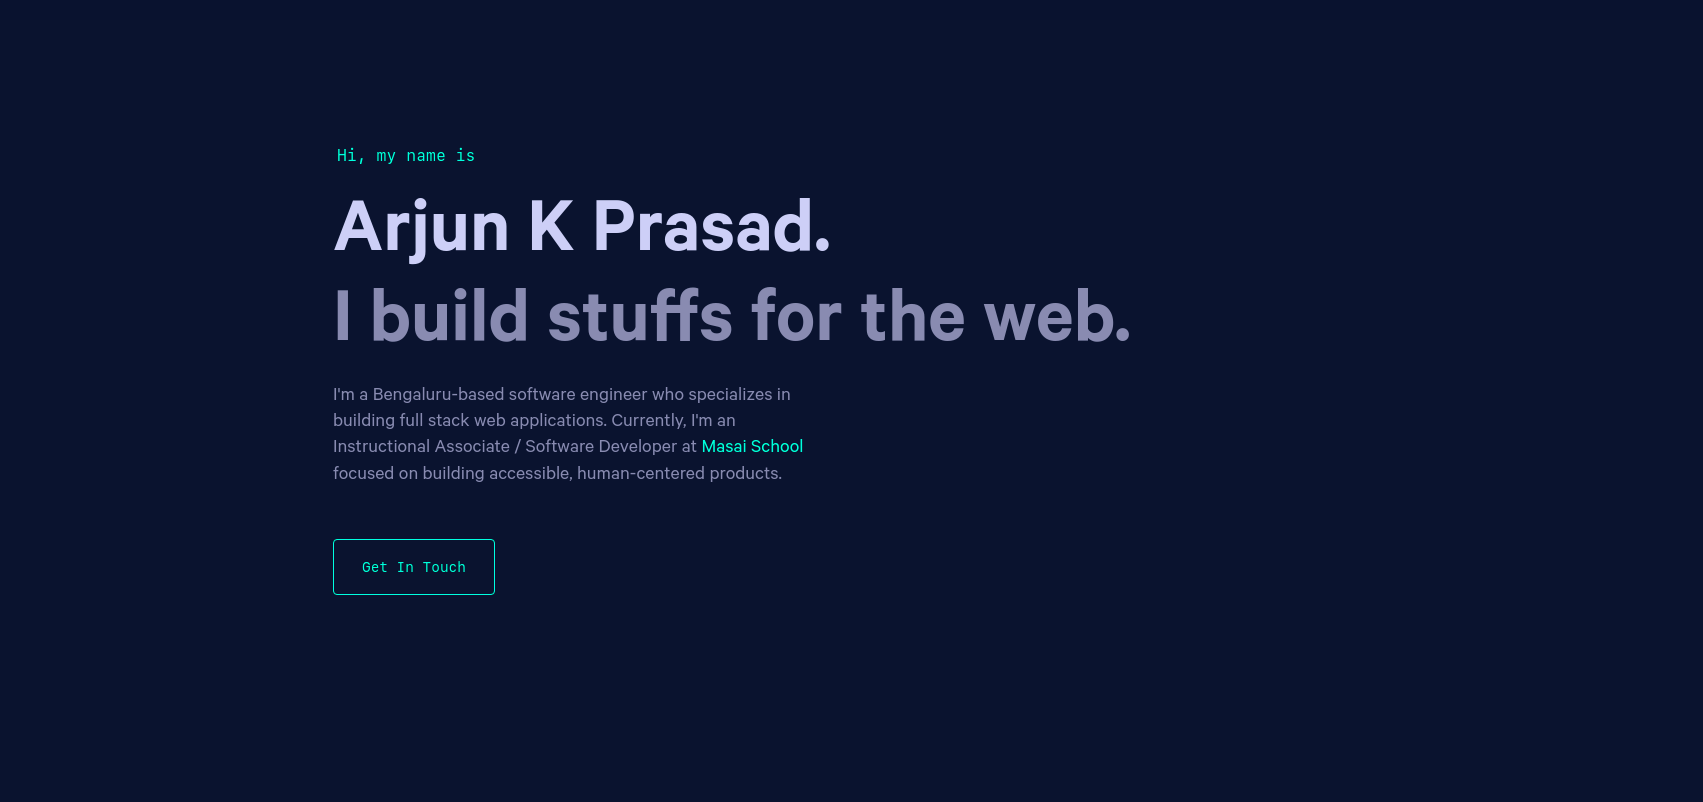 Hi, my name is
Arjun K Prasad.
I build stuffs for the web.
I'm a Bengaluru-based software engineer who specializes in
building full stack web applications. Currently, I'm an
Instructional Associate / Software Developer at Masai School
focused on building accessible, human-centered products.
Get In Touch